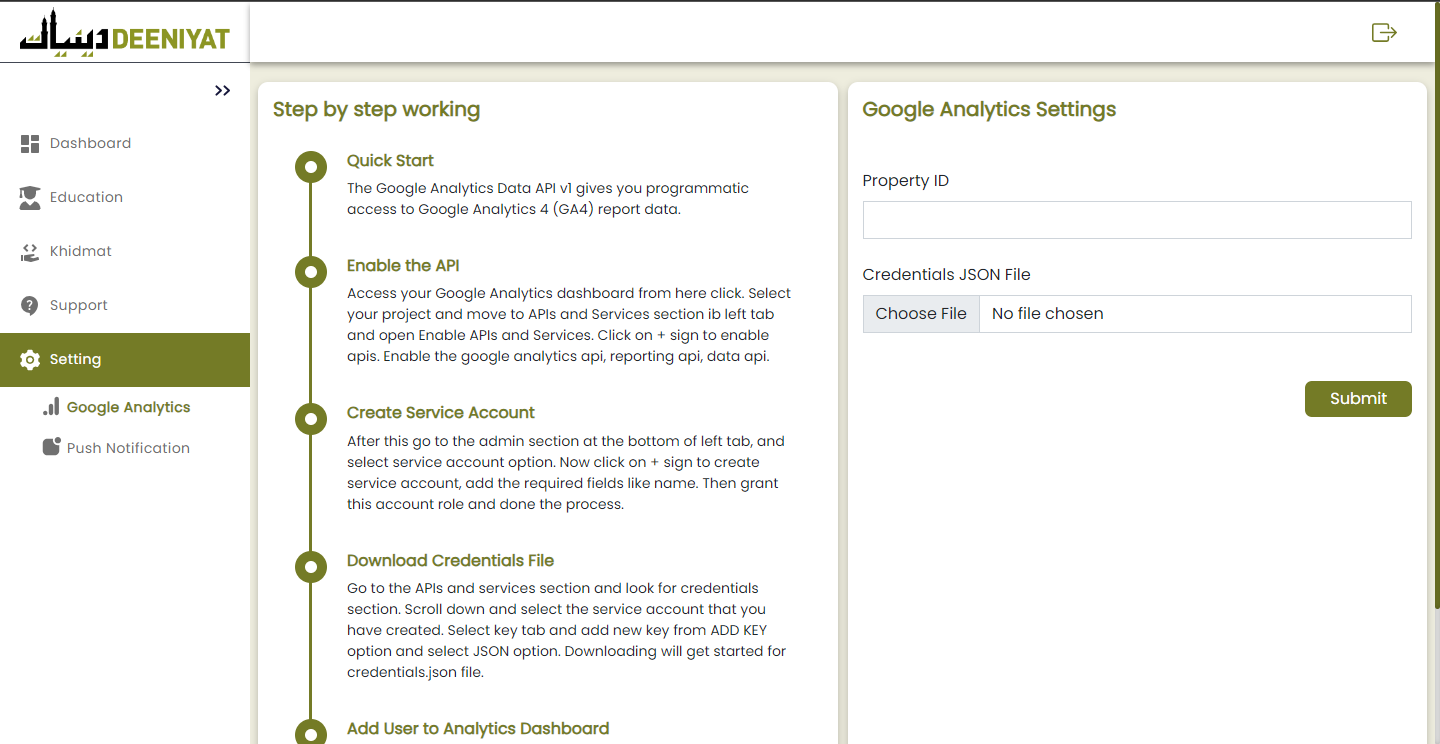 دینیات DEENIYAT
Dashboard
Education
Khidmat
Support
Setting
Google Analytics
Push Notification
Step by step working
Quick Start
The Google Analytics Data API v1 gives you programmatic
access to Google Analytics 4 (GA4) report data.
Enable the API
Access your Google Analytics dashboard from here click. Select
your project and move to APIs and Services section ib left tab
and open Enable APIs and Services. Click on + sign to enable
apis. Enable the google analytics api, reporting api, data api.
Create Service Account
After this go to the admin section at the bottom of left tab, and
select service account option. Now click on + sign to create
service account, add the required fields like name. Then grant
this account role and done the process.
Download Credentials File
Go to the APIs and services section and look for credentials
section. Scroll down and select the service account that you
have created. Select key tab and add new key from ADD KEY
option and select JSON option. Downloading will get started for
credentials.json file.
Add User to Analytics Dashboard
Google Analytics Settings
Property ID
Credentials JSON File
Choose File No file chosen
Submit